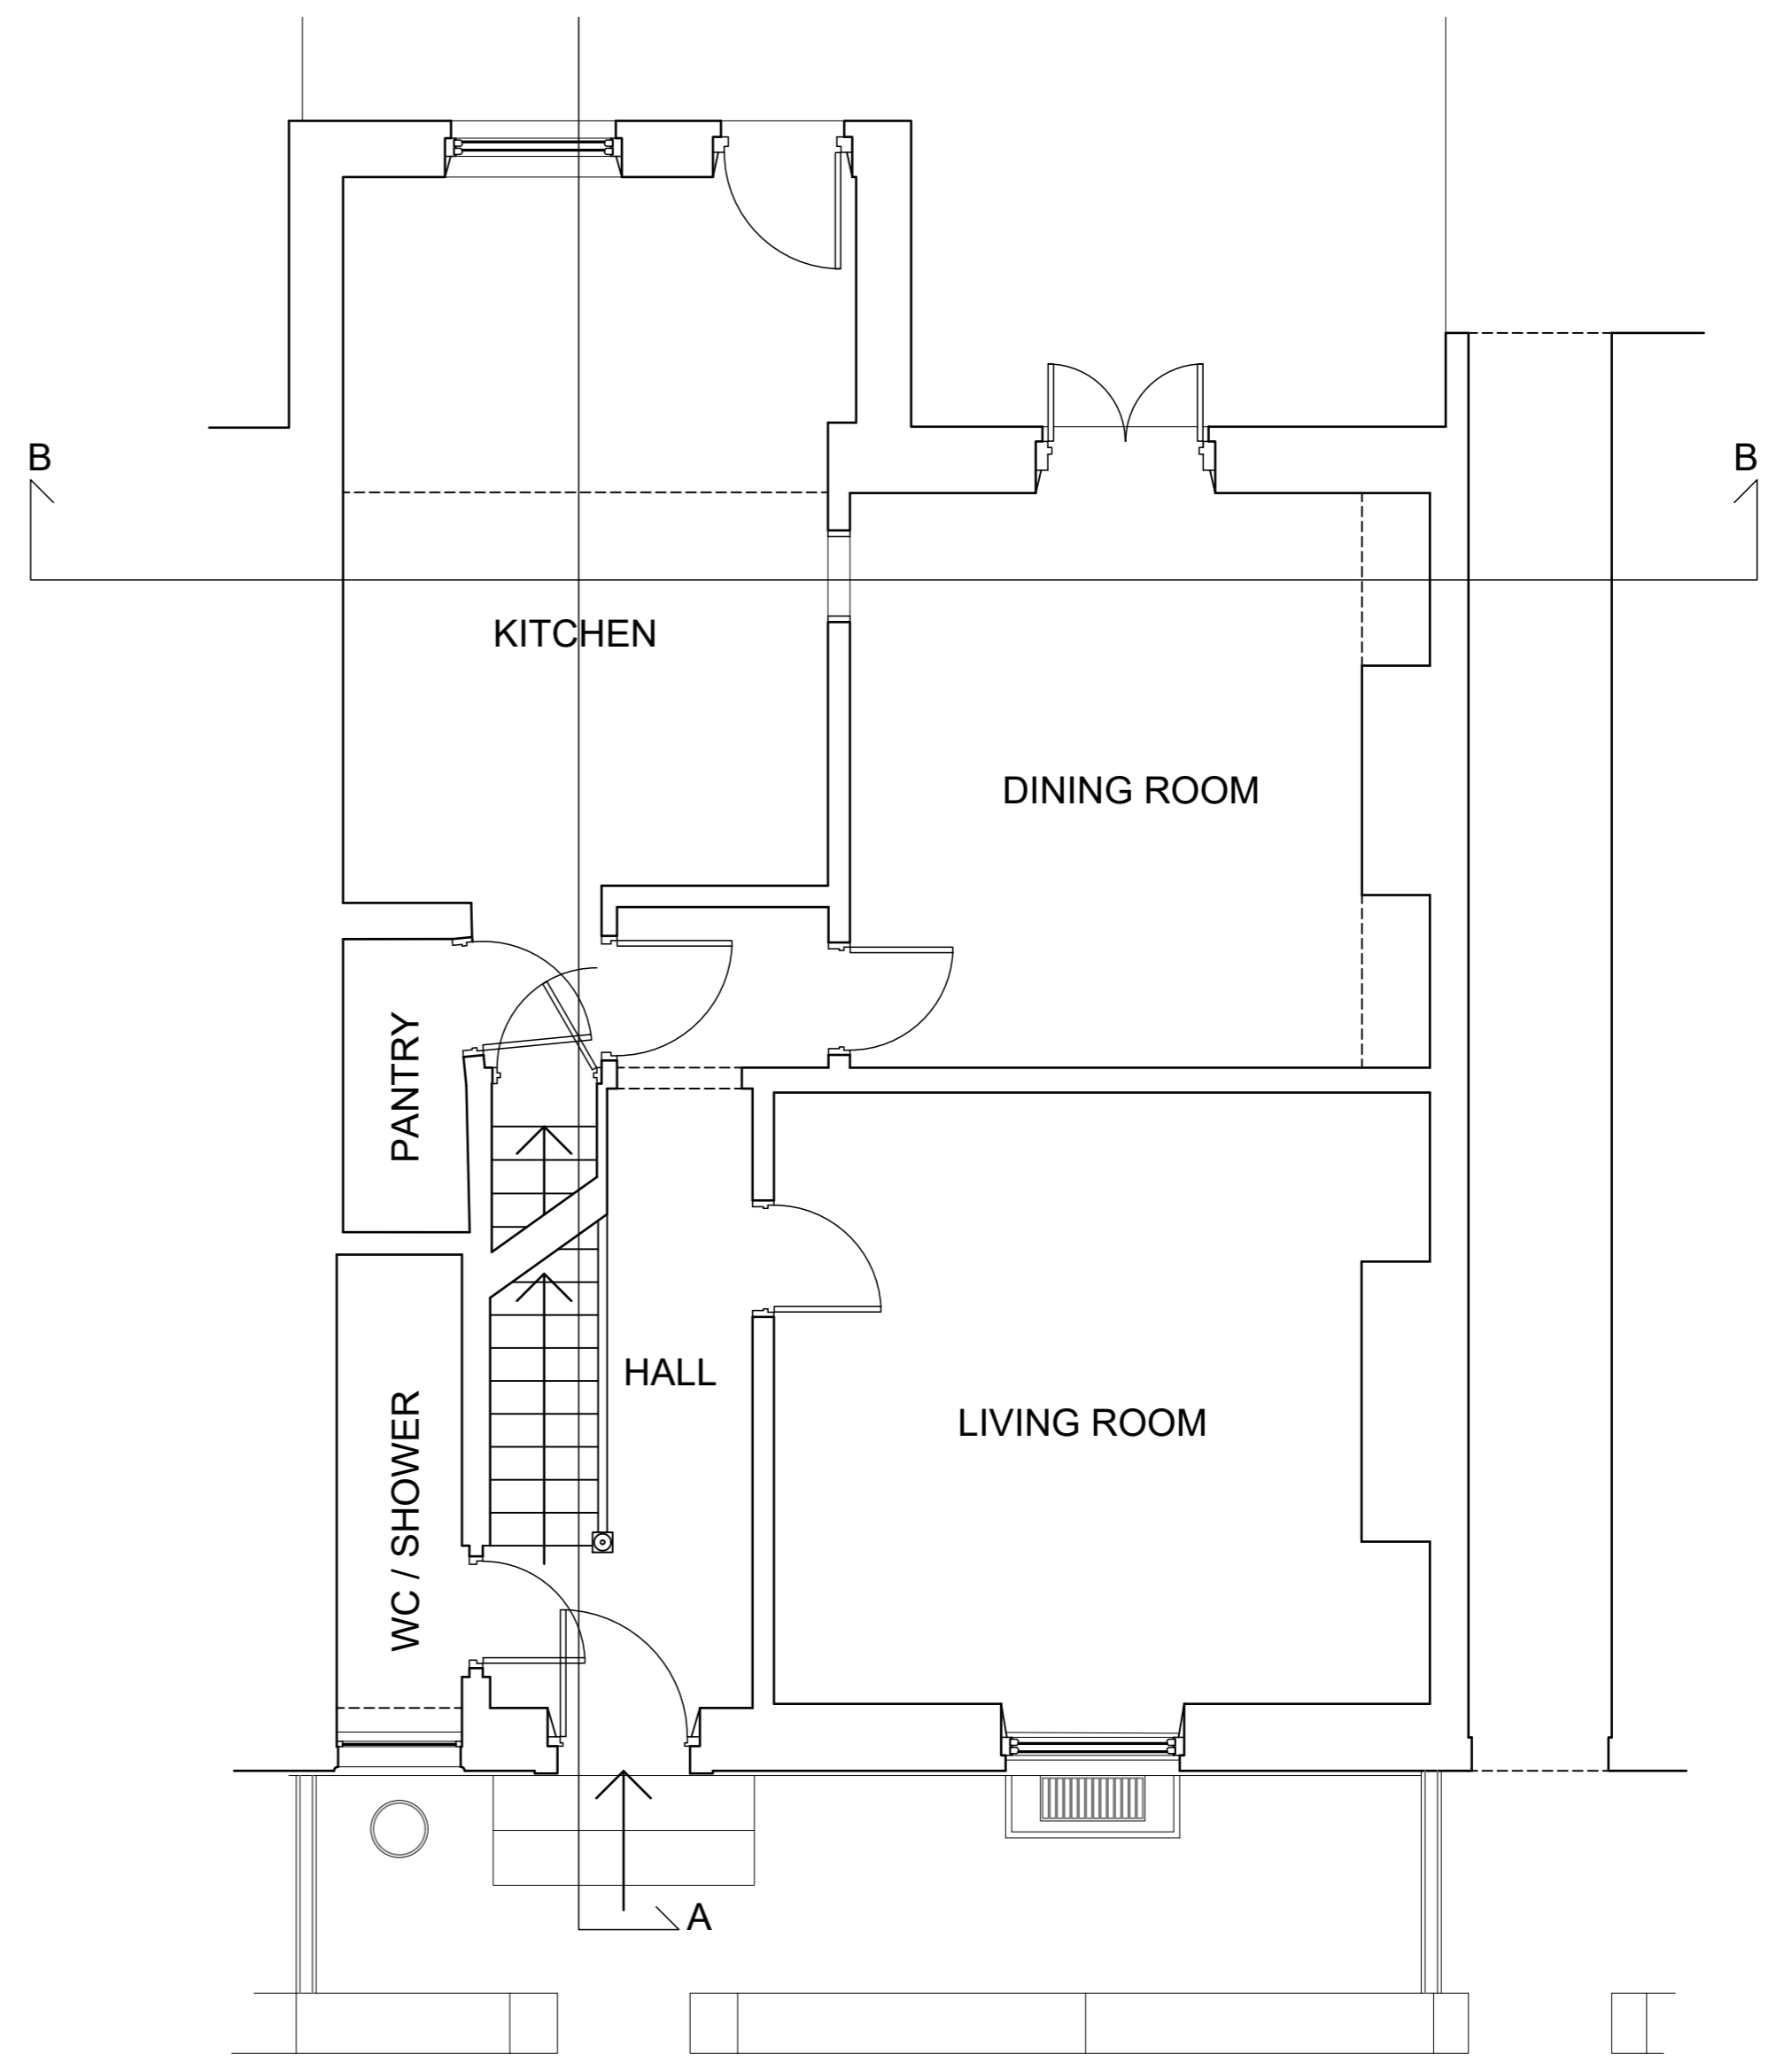 B
B
KITCHEN
DINING ROOM
PANTRY
HALL
LIVING ROOM
WC / SHOWER
A